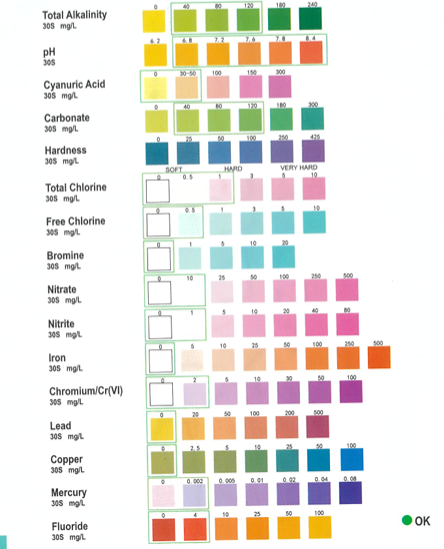 0 40 80 120 180 240
Total Alkalinity
30S mg/L
6.2 6.8 7.2 7.6 7.8 8.4
pH
30S
0 30-50 100 150 300
Cyanuric Acid
30S mg/L
0 40 80 120 180 300
Carbonate
30S mg/L
0 25 50 100 250 425
Hardness
30S mg/L
SOFT HARD VERY HARD
0 0.5 1 3 5 10
Total Chlorine
30S mg/L
0 0.5 1 3 5 10
Free Chlorine
30S mg/L
0 1 5 10 20
Bromine
30S mg/L
0 10 25 50 100 250 500
Nitrate
30S mg/L
0 1 5 10 20 40 80
Nitrite
30S mg/L
0 5 10 25 50 100 250 500
Iron
30S mg/L
0 2 5 10 30 50 100
Chromium/Cr(VI)
30S mg/L
0 20 50 100 200 500
Lead
30S mg/L
0 2.5 5 10 25 50 100
Copper
30S mg/L
0 0.002 0.005 0.01 0.02 0.04 0.08
Mercury
30S mg/L
0 4 10 25 50 100
Fluoride
30S mg/L
OK